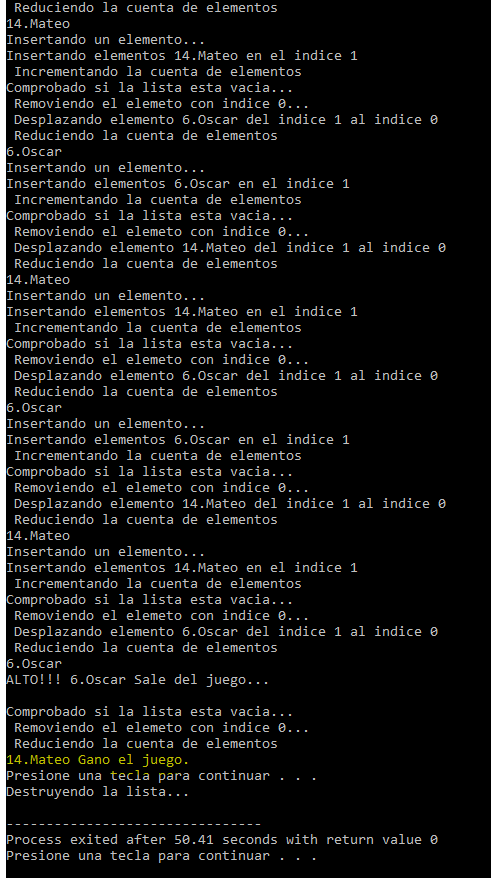 Reduciendo la cuenta de elementos
14.Mateo
Insertando un elemento...
Insertando elementos 14.Mateo en el indice 1
Incrementando la cuenta de elementos
Comprobado si la lista esta vacia...
Removiendo el elemeto con indice 0...
Desplazando elemento 6.Oscar del indice 1 al indice 0
Reduciendo la cuenta de elementos
6.Oscar
Insertando un elemento...
Insertando elementos 6.Oscar en el indice 1
Incrementando la cuenta de elementos
Comprobado si la lista esta vacia...
Removiendo el elemeto con indice 0...
Desplazando elemento 14.Mateo del indice 1 al indice 0
Reduciendo la cuenta de elementos
14.Mateo
Insertando un elemento...
Insertando elementos 14.Mateo en el indice 1
Incrementando la cuenta de elementos
Comprobado si la lista esta vacia...
Removiendo el elemeto con indice 0...
Desplazando elemento 6.Oscar del indice 1 al indice 0
Reduciendo la cuenta de elementos
6.Oscar
Insertando un elemento...
Insertando elementos 6.Oscar en el indice 1
Incrementando la cuenta de elementos
Comprobado si la lista esta vacia...
Removiendo el elemeto con indice 0...
Desplazando elemento 14.Mateo del indice 1 al indice 0
Reduciendo la cuenta de elementos
14.Mateo
Insertando un elemento...
Insertando elementos 14.Mateo en el indice 1
Incrementando la cuenta de elementos
Comprobado si la lista esta vacia...
Removiendo el elemeto con indice 0...
Desplazando elemento 6.Oscar del indice 1 al indice 0
Reduciendo la cuenta de elementos
6.Oscar
ALTO!!! 6.Oscar Sale del juego...

Comprobado si la lista esta vacia...
Removiendo el elemeto con indice 0...
Reduciendo la cuenta de elementos
14.Mateo Gano el juego.
Presione una tecla para continuar . . .
Destruyendo la lista...

--------------------------------
Process exited after 50.41 seconds with return value 0
Presione una tecla para continuar . . .